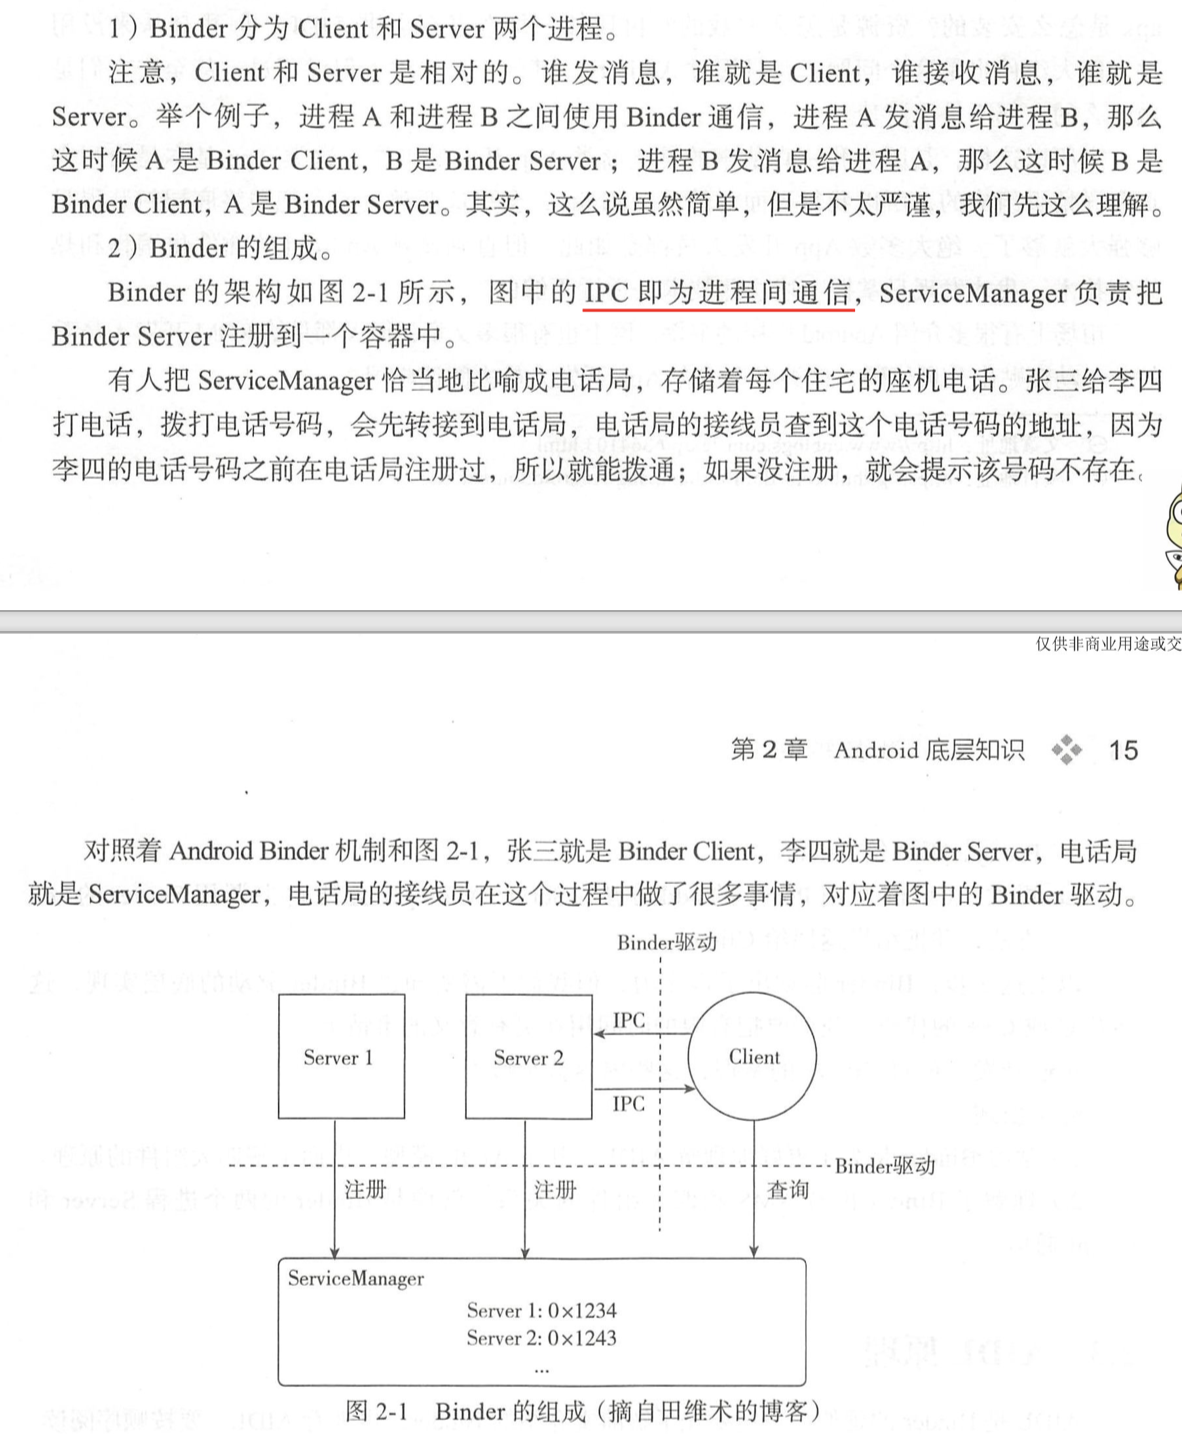 1）Binder 分为 Client 和 Server 两个进程。
注意，Client 和 Server 是相对的。谁发消息，谁就是 Client，谁接收消息，谁就是
Server。举个例子，进程 A 和进程 B 之间使用 Binder 通信，进程 A 发消息给进程 B，那么
这时候 A 是 Binder Client，B 是 Binder Server；进程 B 发消息给进程 A，那么这时候 B 是
Binder Client，A 是 Binder Server。其实，这么说虽然简单，但是不太严谨，我们先这么理解。
2）Binder 的组成。
Binder 的架构如图 2-1 所示，图中的 IPC 即为进程间通信，ServiceManager 负责把
Binder Server 注册到一个容器中。
有人把 ServiceManager 恰当地比喻成电话局，存储着每个住宅的座机电话。张三给李四
打电话，拨打电话号码，会先转接到电话局，电话局的接线员查到这个电话号码的地址，因为
李四的电话号码之前在电话局注册过，所以就能拨通；如果没注册，就会提示该号码不存在。
仅供非商业用途或交
第 2 章 Android 底层知识 15
对照着 Android Binder 机制和图 2-1，张三就是 Binder Client，李四就是 Binder Server，电话局
就是 ServiceManager，电话局的接线员在这个过程中做了很多事情，对应着图中的 Binder 驱动。
Binder驱动
IPC
Server 1
Server 2
Client
IPC
Binder驱动
注册
注册
查询
ServiceManager
Server 1: 0×1234
Server 2: 0×1243
...
图 2-1 Binder 的组成（摘自田维术的博客）